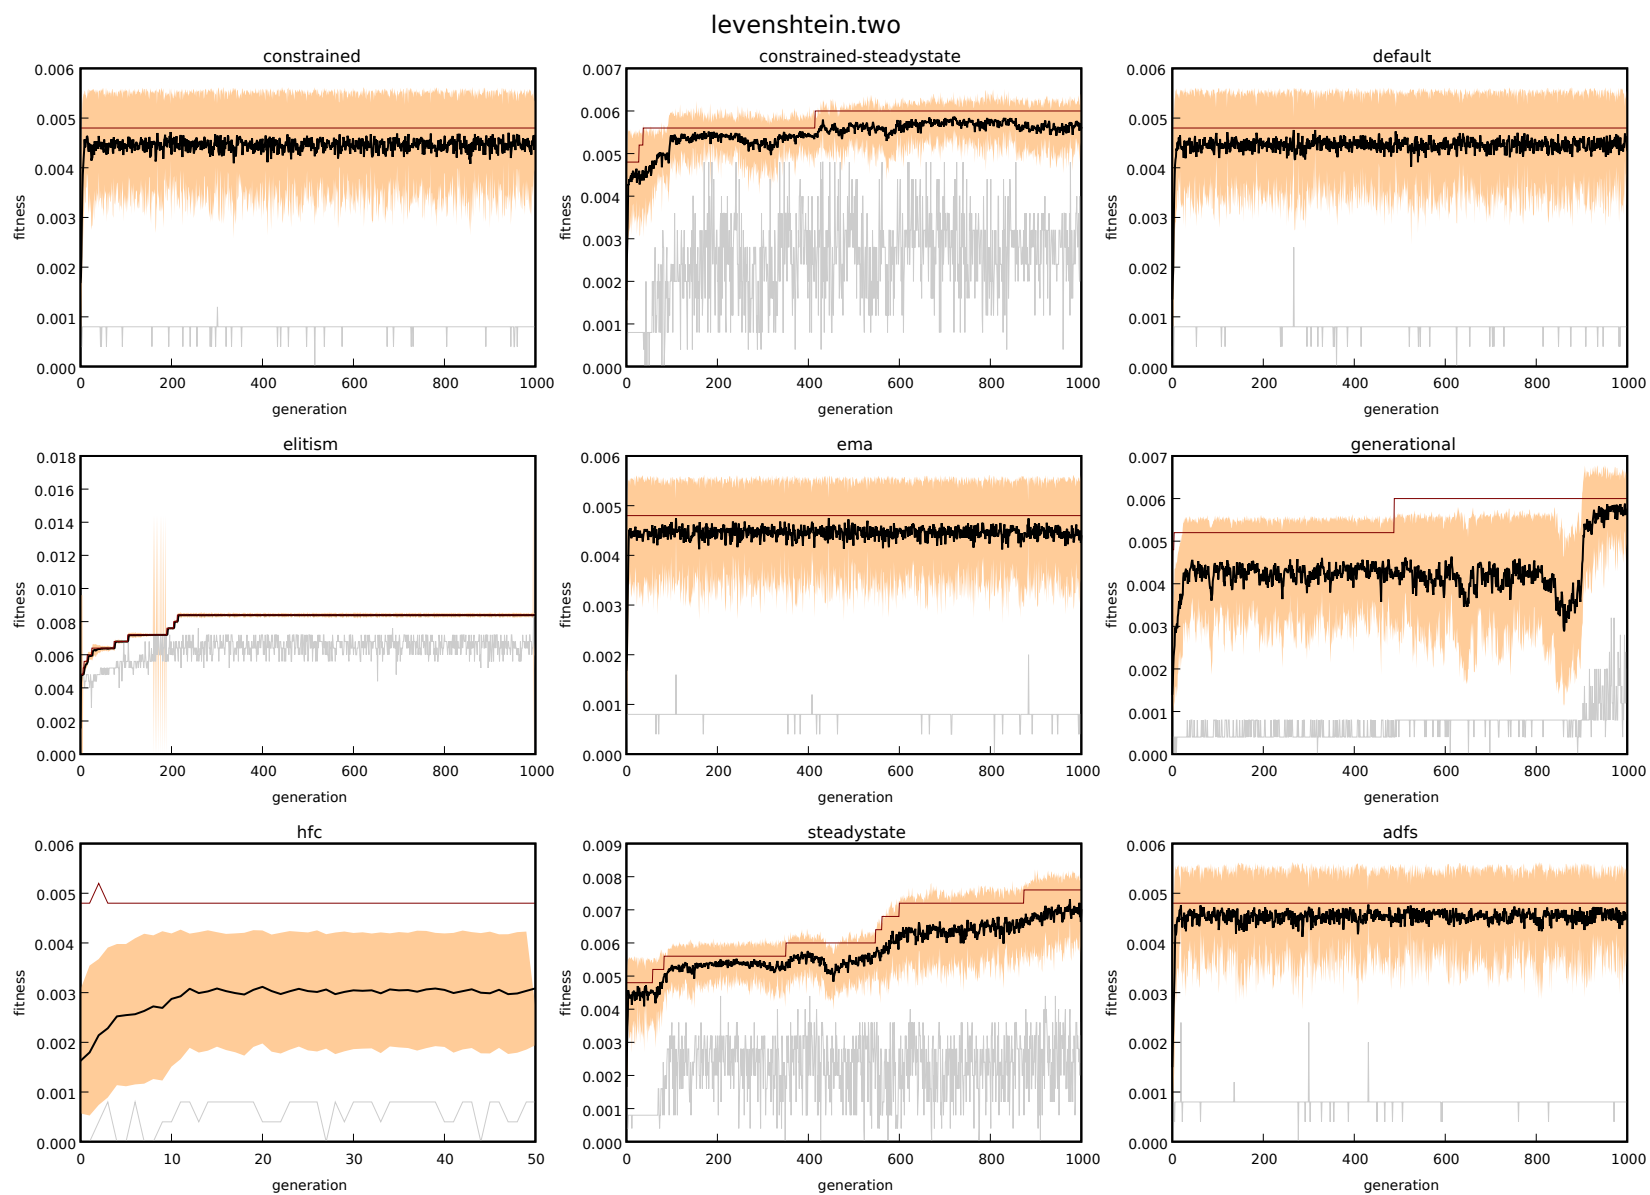 levenshtein.two
constrained
constrained-steadystate
default
0.006
0.005
0.004
0.003
0.002
0.001
0.000
fitness
0 200 400 600 800 1000
generation
0.007
0.006
0.005
0.004
0.003
0.002
0.001
0.000
fitness
0 200 400 600 800 1000
generation
0.006
0.005
0.004
0.003
0.002
0.001
0.000
fitness
0 200 400 600 800 1000
generation
elitism
ema
generational
0.018
0.016
0.014
0.012
0.010
0.008
0.006
0.004
0.002
0.000
fitness
0 200 400 600 800 1000
generation
0.006
0.005
0.004
0.003
0.002
0.001
0.000
fitness
0 200 400 600 800 1000
generation
0.007
0.006
0.005
0.004
0.003
0.002
0.001
0.000
fitness
0 200 400 600 800 1000
generation
hfc
steadystate
adfs
0.006
0.005
0.004
0.003
0.002
0.001
0.000
fitness
0 10 20 30 40 50
generation
0.009
0.008
0.007
0.006
0.005
0.004
0.003
0.002
0.001
0.000
fitness
0 200 400 600 800 1000
generation
0.006
0.005
0.004
0.003
0.002
0.001
0.000
fitness
0 200 400 600 800 1000
generation